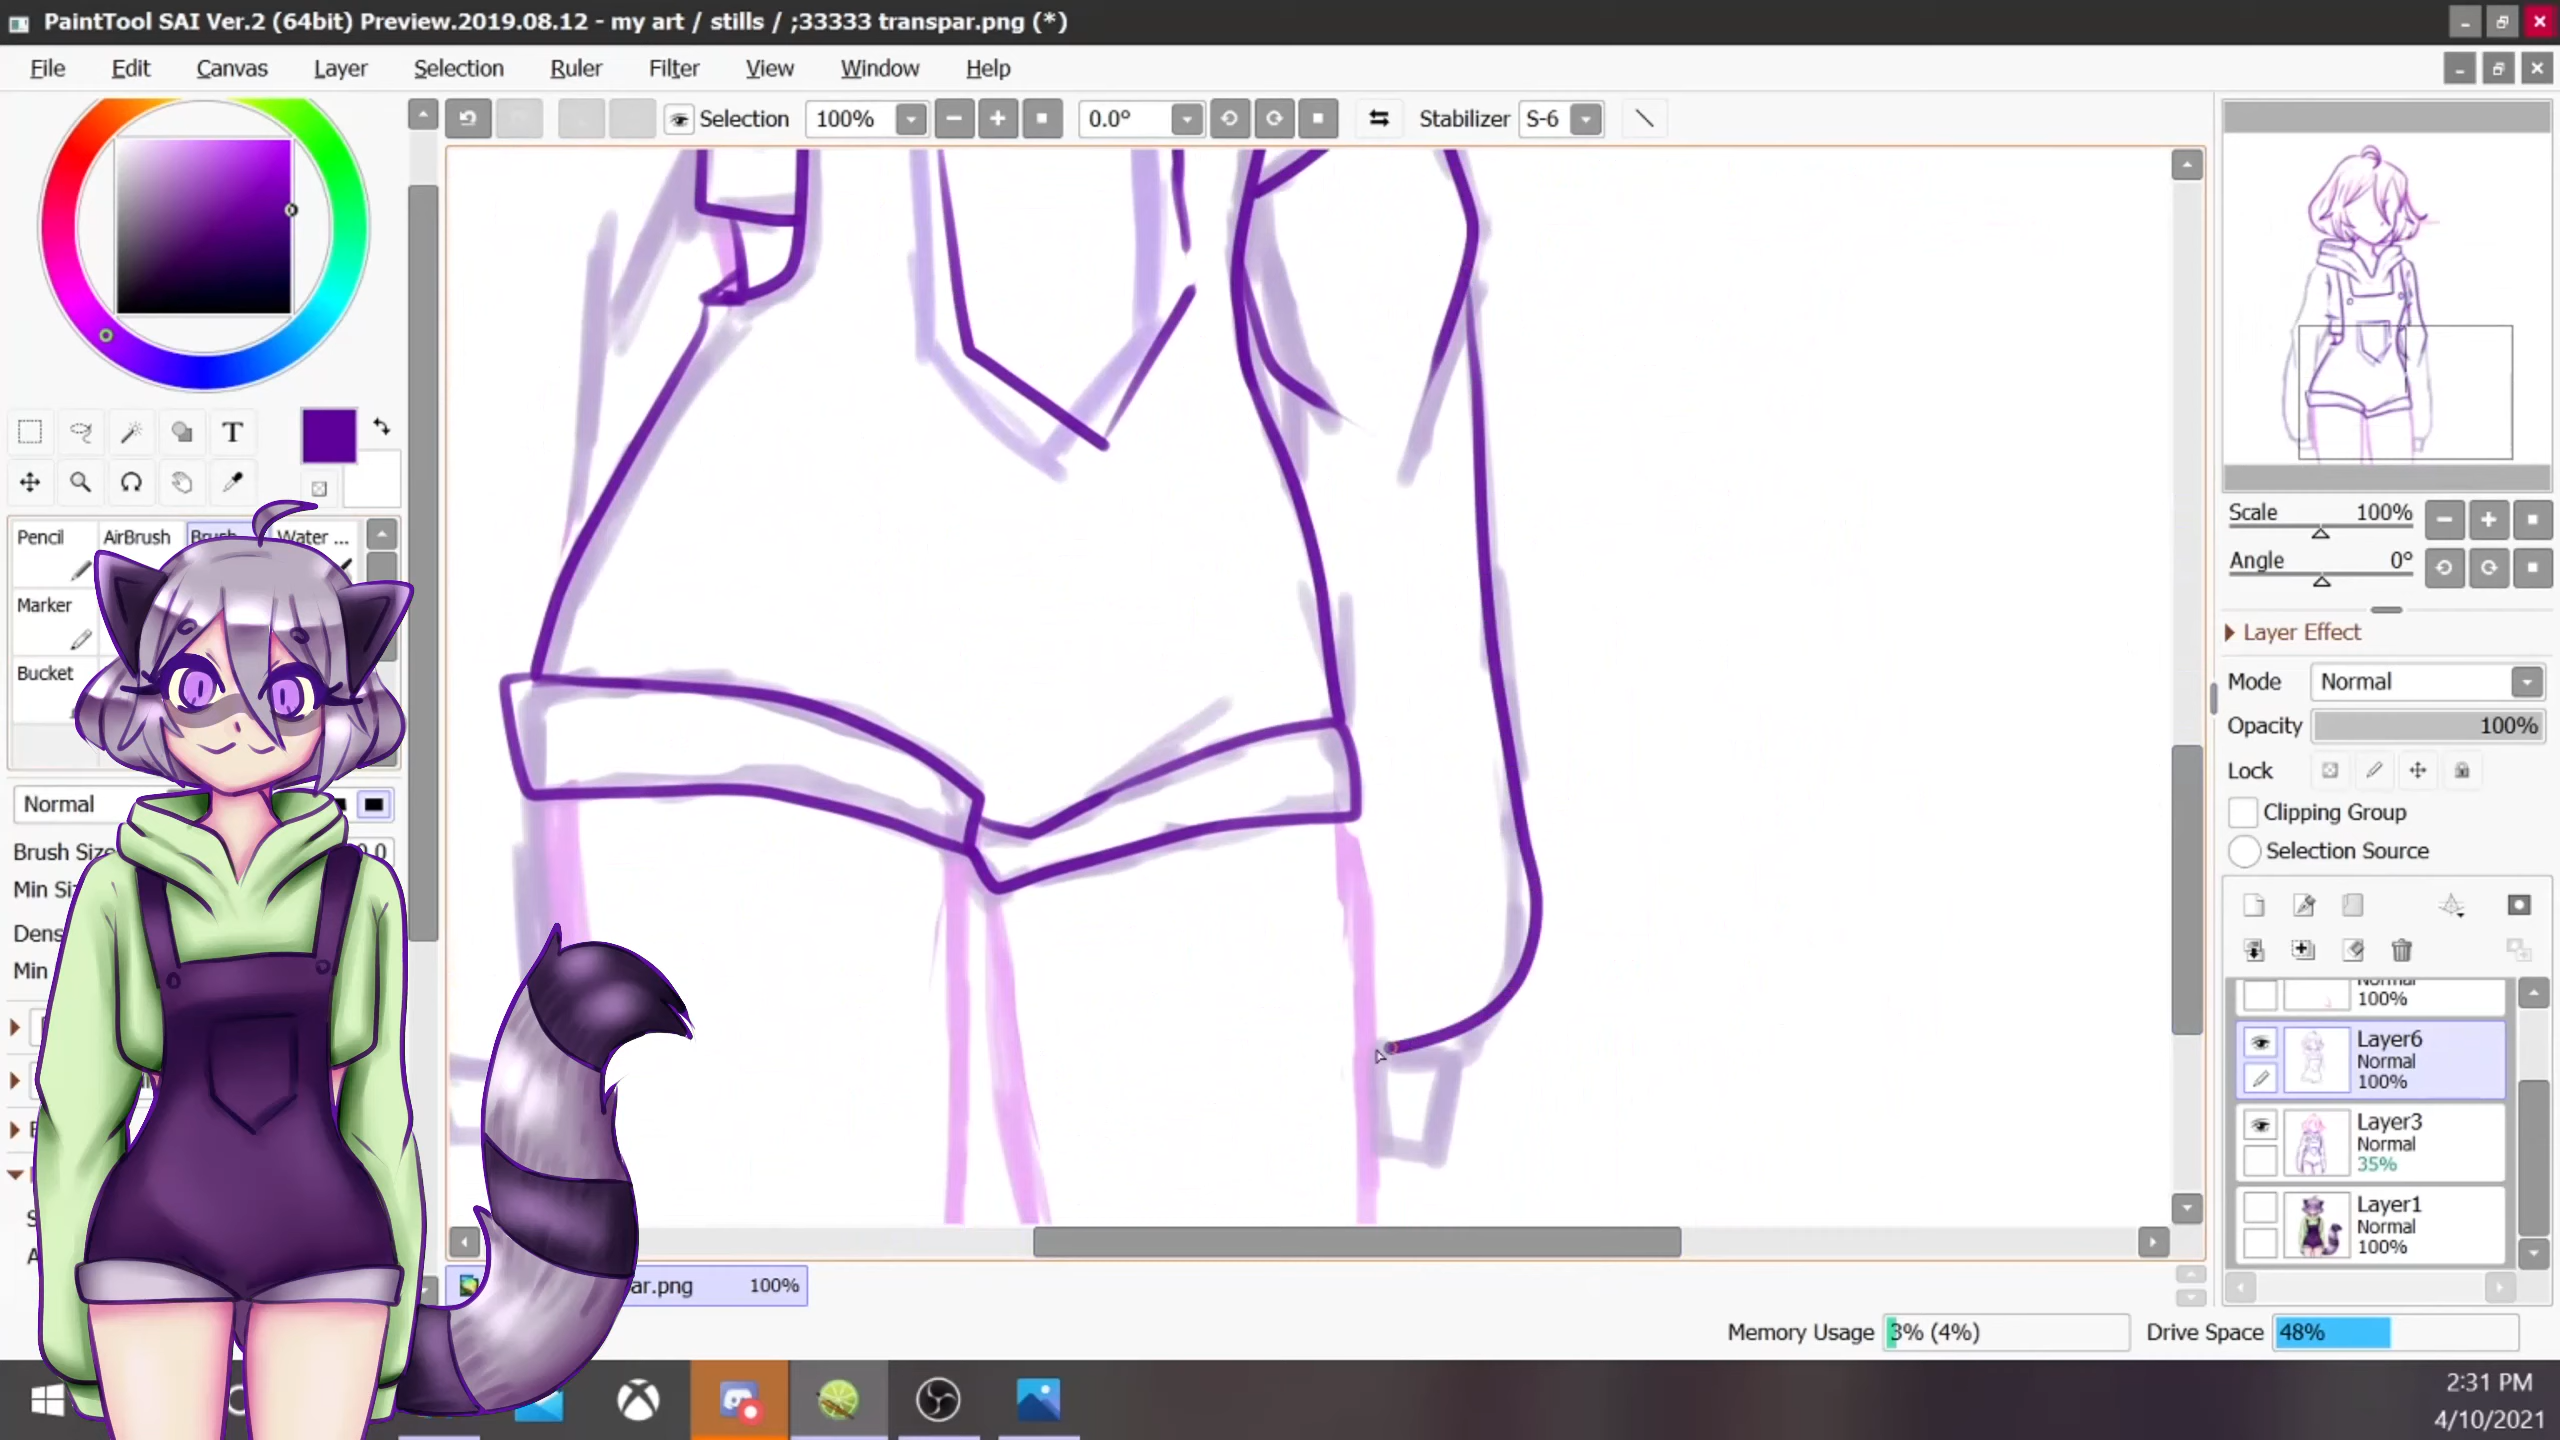 PaintTool SAI Ver.2 (64bit) Preview.2019.08.12 - my art / stills / ;33333 transpar.png (*)
File Edit Canvas Layer Selection Ruler Filter View Window Help
Selection 100% 0.0° Stabilizer S-6
T
Scale 100%
Angle 0°
Pencil AirBrush Brush Water ...
Marker
Bucket
Layer Effect
Mode Normal
Opacity 100%
Lock
Clipping Group
Selection Source
Normal
Brush Size
Min
Min
Normal
100%
Layer6
Normal
100%
Layer3
Normal
35%
Layer1
Normal
100%
ar.png 100%
Memory Usage 3% (4%) Drive Space 48%
2:31 PM
4/10/2021